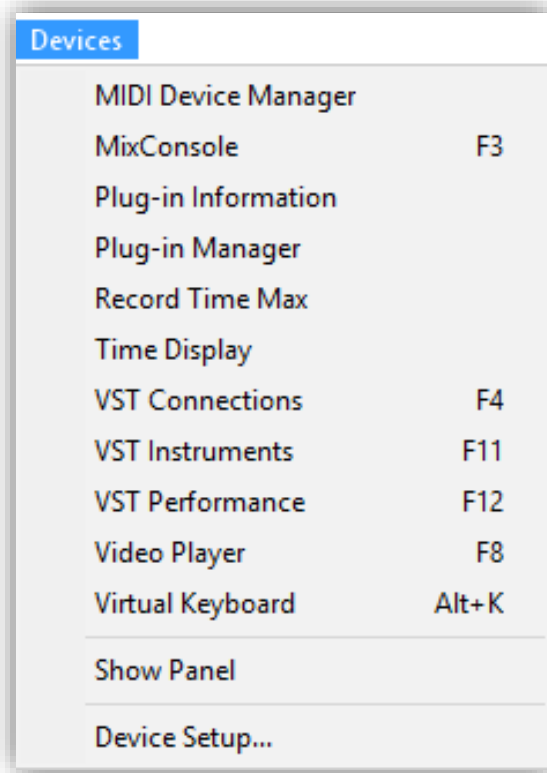 Devices
MIDI Device Manager
MixConsole F3
Plug-in Information
Plug-in Manager
Record Time Max
Time Display
VST Connections F4
VST Instruments F11
VST Performance F12
Video Player F8
Virtual Keyboard Alt+K
Show Panel
Device Setup...